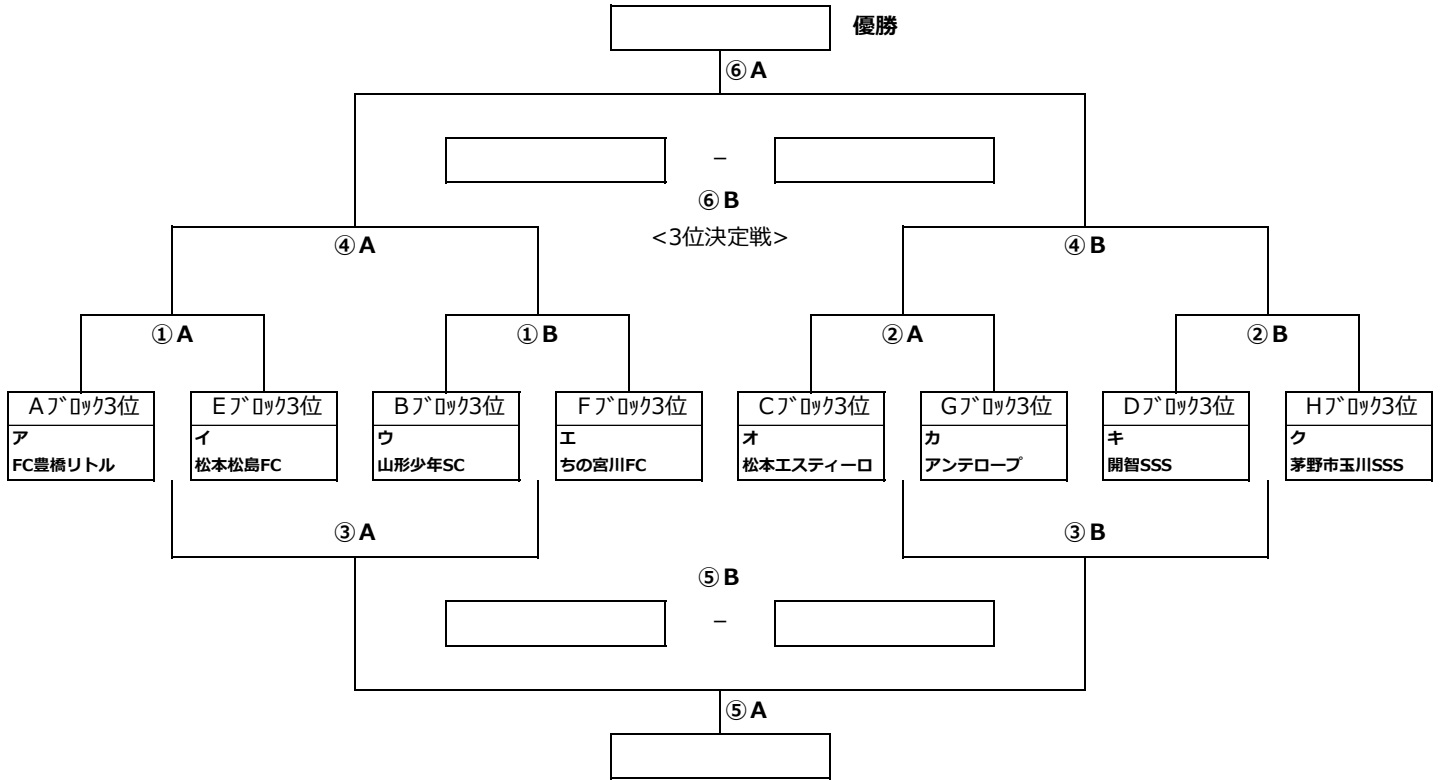 優勝
⑥A
－
⑥B
<3位決定戦>
④A
④B
①A
①B
②A
②B
Aﾌﾞﾛｯｸ3位
Eﾌﾞﾛｯｸ3位
Bﾌﾞﾛｯｸ3位
Fﾌﾞﾛｯｸ3位
Cﾌﾞﾛｯｸ3位
Gﾌﾞﾛｯｸ3位
Dﾌﾞﾛｯｸ3位
Hﾌﾞﾛｯｸ3位
ア
イ
ウ
エ
オ
カ
キ
ク
FC豊橋リトル
松本松島FC
山形少年SC
ちの宮川FC
松本エスティーロ
アンテロープ
開智SSS
茅野市玉川SSS
③A
③B
⑤B
－
⑤A